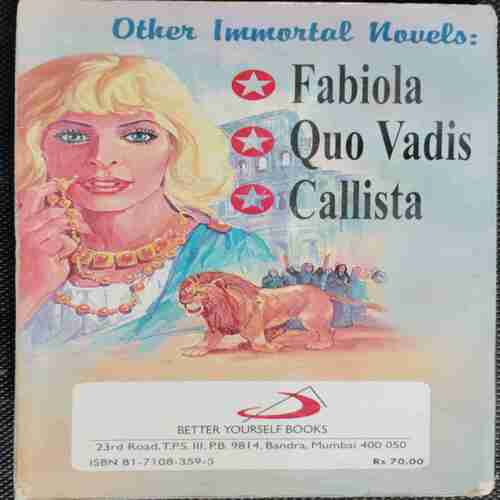 Other Immortal Novels:
Fabiola
Quo Vadis
Callista
BETTER YOURSELF BOOKS
23rd Road, T.P.S. III, P.B. 9814, Bandra, Mumbai 400 050
ISBN 81-7108-359-5
Rs 70.00